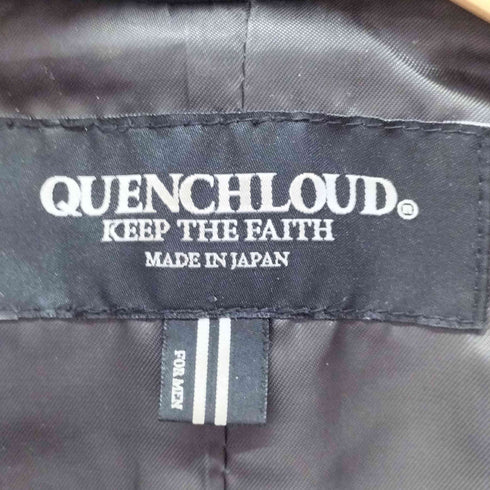 QUENCHLOUD®
KEEP THE FAITH
MADE IN JAPAN
FOR MEN